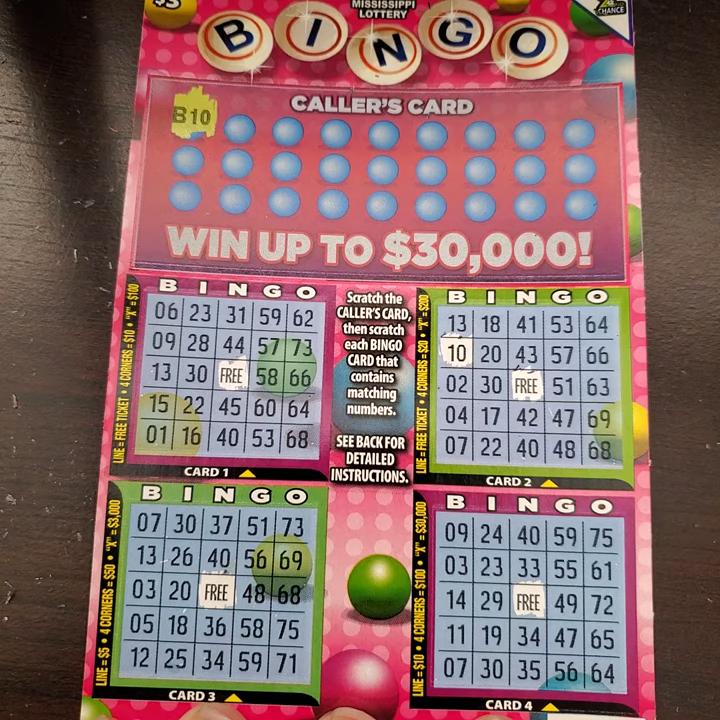 $3
MISSISSIPPI
LOTTERY
CHANCE
BINGO
CALLER'S CARD
B10
WIN UP TO $30,000!
LINE = FREE TICKET • 4 CORNERS = $10 • "X" = $100
B I N G O
06 23 31 59 62
09 28 44 57 73
13 30 FREE 58 66
15 22 45 60 64
01 16 40 53 68
CARD 1
Scratch the
CALLER'S CARD,
then scratch
each BINGO
CARD that
contains
matching
numbers.
SEE BACK FOR
DETAILED
INSTRUCTIONS.
LINE = FREE TICKET • 4 CORNERS = $20 • "X" = $200
B I N G O
13 18 41 53 64
10 20 43 57 66
02 30 FREE 51 63
04 17 42 47 69
07 22 40 48 68
CARD 2
LINE = $5 • 4 CORNERS = $50 • "X" = $3,000
B I N G O
07 30 37 51 73
13 26 40 56 69
03 20 FREE 48 68
05 18 36 58 75
12 25 34 59 71
CARD 3
LINE = $10 • 4 CORNERS = $100 • "X" = $30,000
B I N G O
09 24 40 59 75
03 23 33 55 61
14 29 FREE 49 72
11 19 34 47 65
07 30 35 56 64
CARD 4